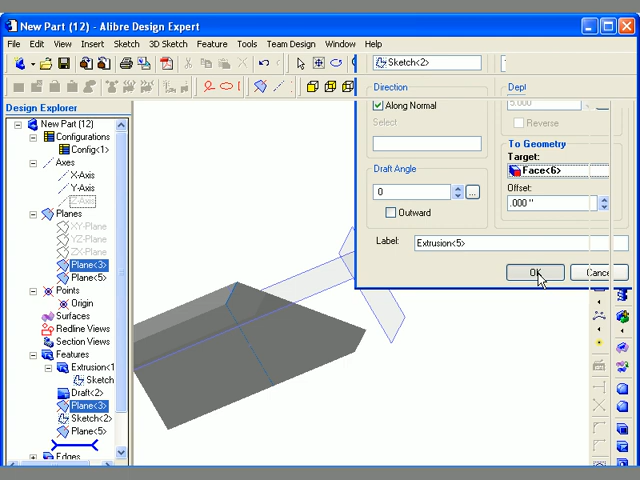 New Part (12) - Alibre Design Expert
File Edit View Insert Sketch 3D Sketch Feature Tools Team Design Window Help
Design Explorer
New Part (12)
Configurations
Config<1>
Axes
X-Axis
Y-Axis
Z-Axis
Planes
XY-Plane
YZ-Plane
ZX-Plane
Plane<3>
Plane<5>
Points
Origin
Surfaces
Redline Views
Section Views
Features
Extrusion<1
Sketch
Draft<2>
Plane<3>
Sketch<2>
Plane<5>
Edges
Sketch<2>
Direction
Along Normal
Select
Draft Angle
0
...
Outward
Dept
5.000
Reverse
To Geometry
Target:
Face<6>
Offset:
.000 "
Label:
Extrusion<5>
OK
Cance